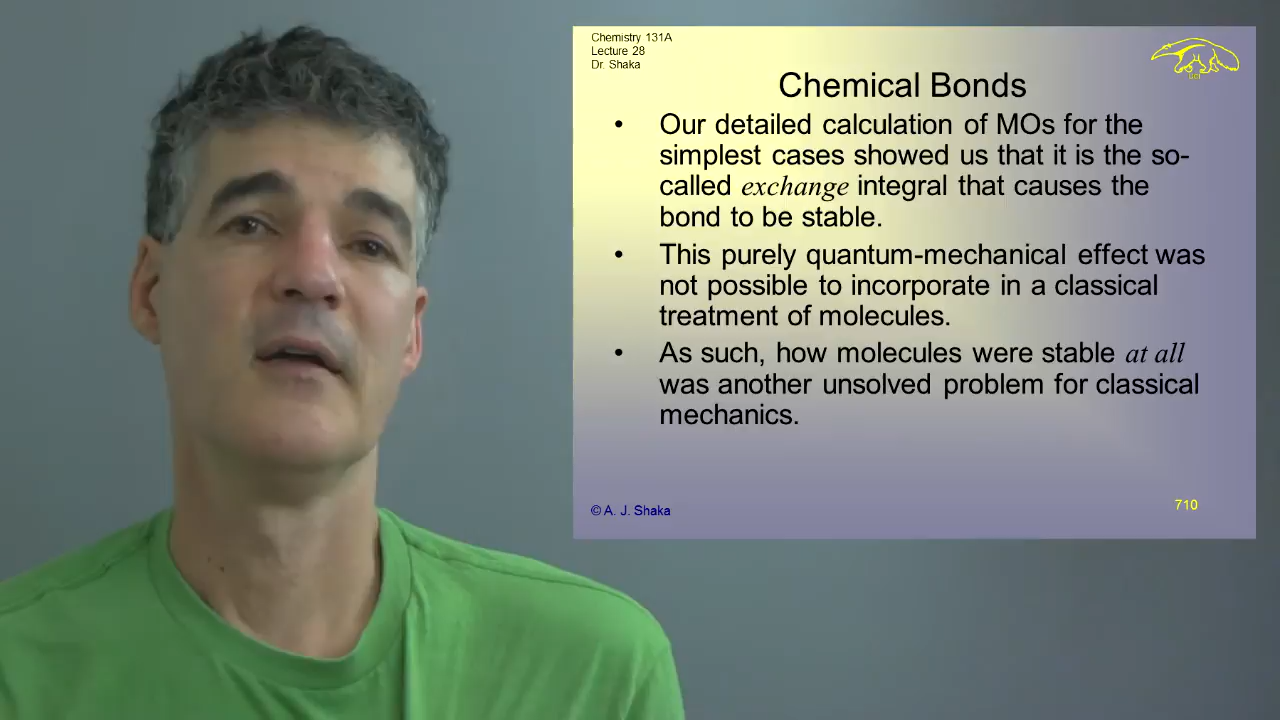 Chemistry 131A
Lecture 28
Dr. Shaka
UCI
Chemical Bonds
• Our detailed calculation of MOs for the
simplest cases showed us that it is the so-
called exchange integral that causes the
bond to be stable.
• This purely quantum-mechanical effect was
not possible to incorporate in a classical
treatment of molecules.
• As such, how molecules were stable at all
was another unsolved problem for classical
mechanics.
© A. J. Shaka
710